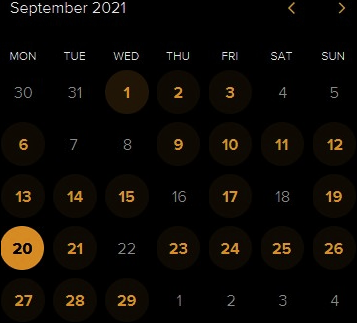 September 2021
MON TUE WED THU FRI SAT SUN
30 31 1 2 3 4 5
6 7 8 9 10 11 12
13 14 15 16 17 18 19
20 21 22 23 24 25 26
27 28 29 1 2 3 4